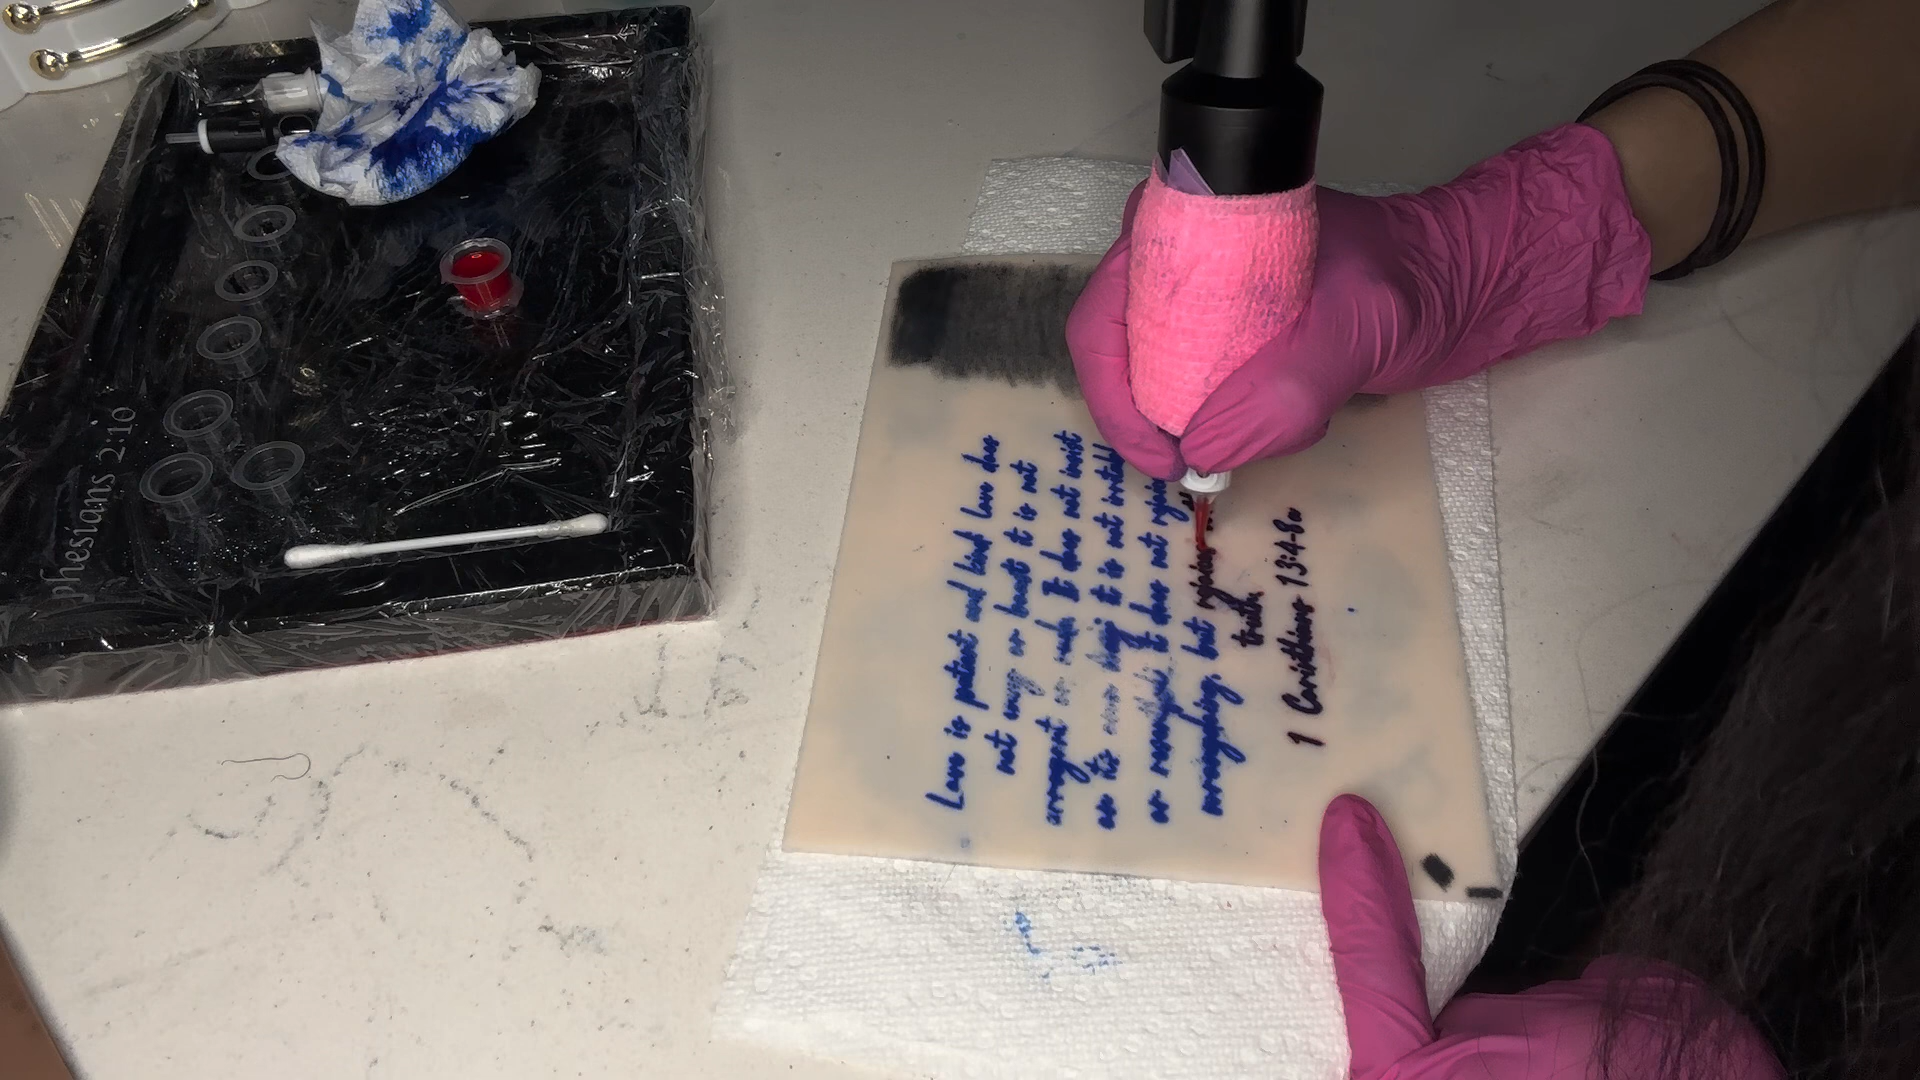 phesians 2:10
Love is patient and kind Love does
not envy or boast it is not
arrogant or rude It does not insist
on its own way it is not irritabl
or resentful it does not rejoic
wrongdoing, but rejoices
truth
1 Corinthians 13:4-8a